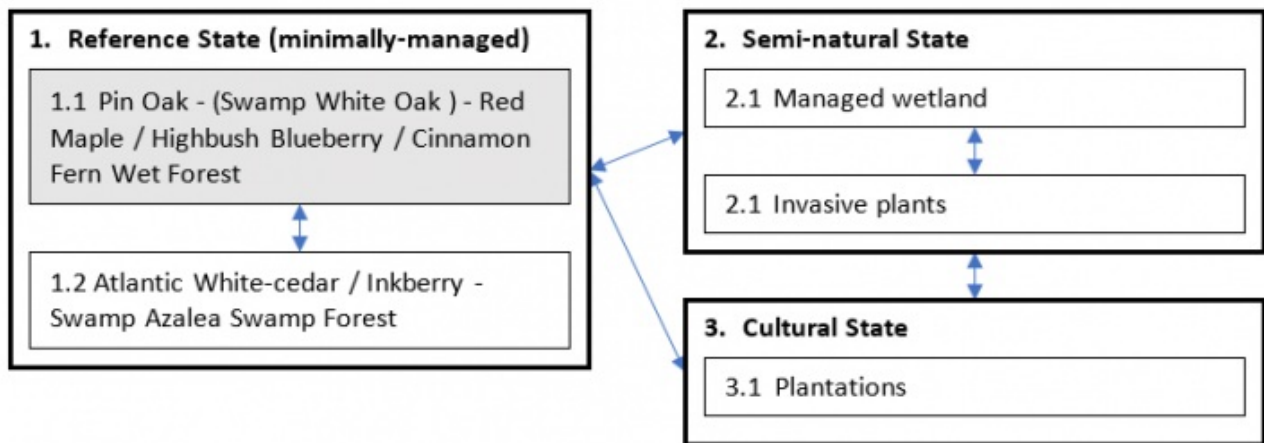 1. Reference State (minimally-managed)
1.1 Pin Oak - (Swamp White Oak ) - Red
Maple / Highbush Blueberry / Cinnamon
Fern Wet Forest
1.2 Atlantic White-cedar / Inkberry -
Swamp Azalea Swamp Forest
2. Semi-natural State
2.1 Managed wetland
2.1 Invasive plants
3. Cultural State
3.1 Plantations